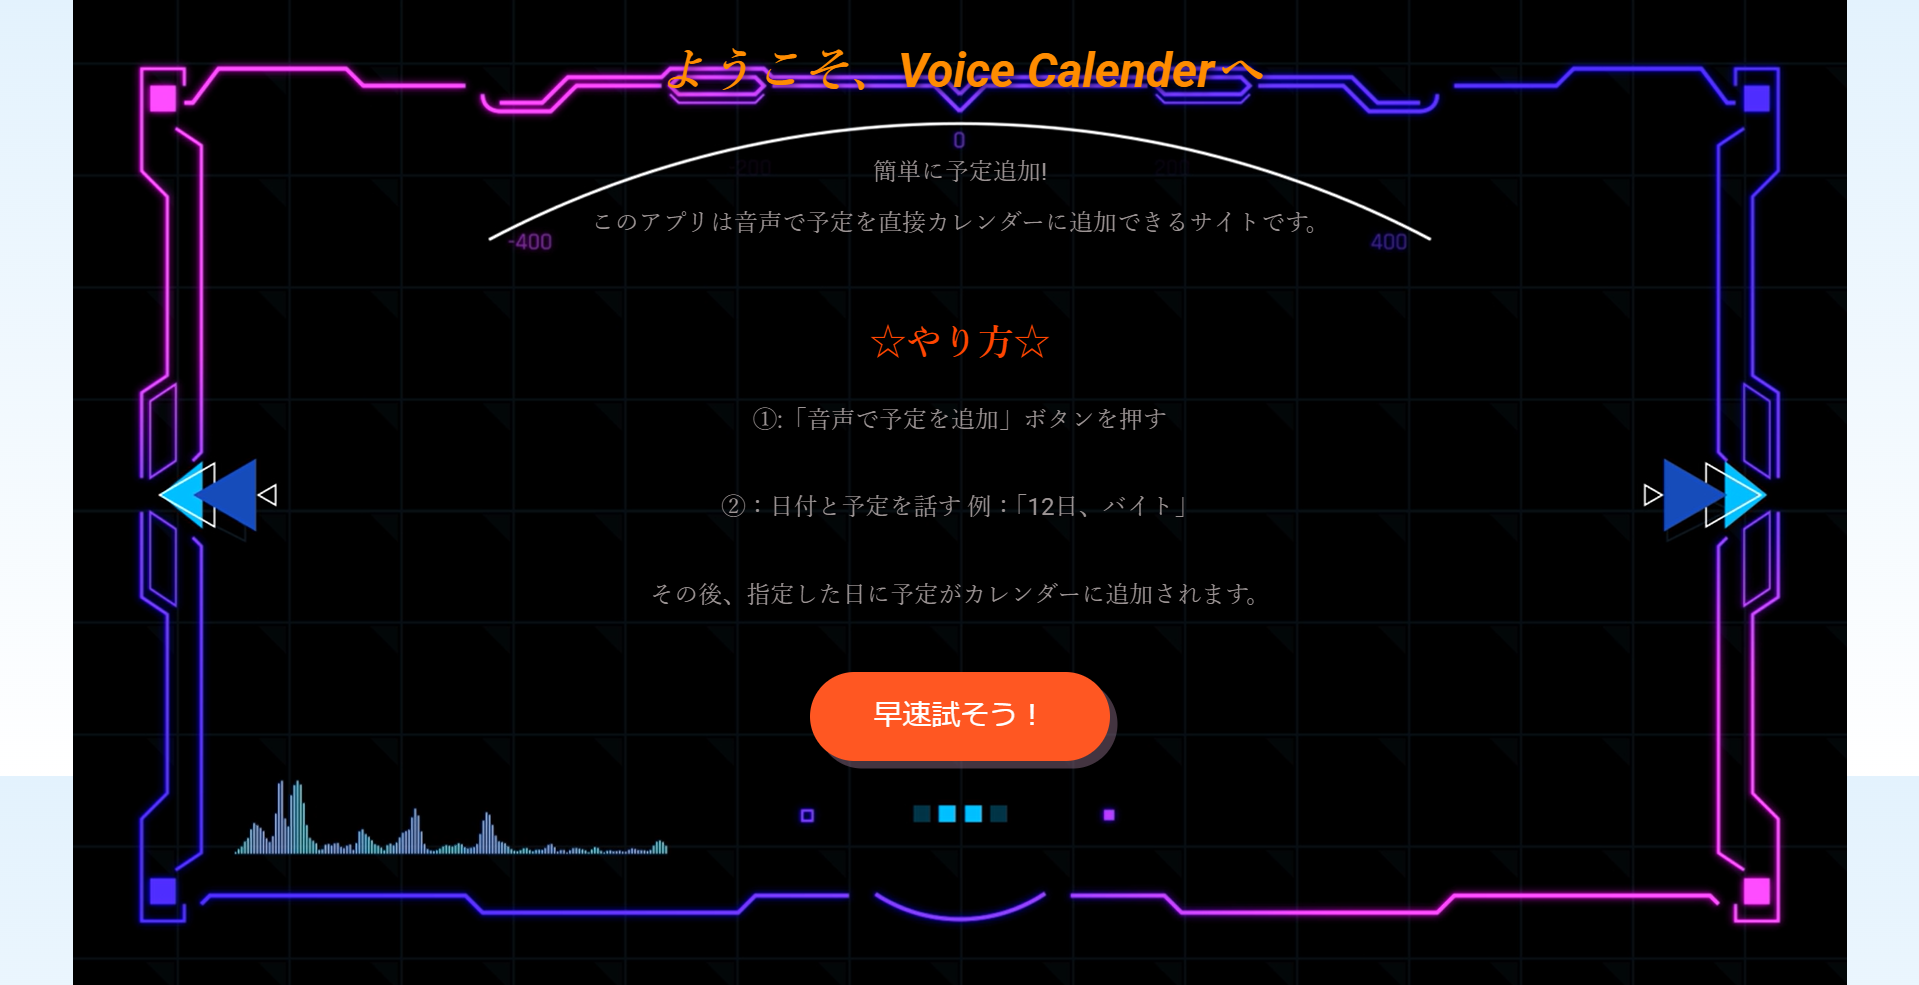 ようこそ、Voice Calenderへ
0
-200
200
簡単に予定追加!
このアプリは音声で予定を直接カレンダーに追加できるサイトです。
-400
400
☆やり方☆
①:「音声で予定を追加」ボタンを押す
②：日付と予定を話す 例：「12日、バイト」
その後、指定した日に予定がカレンダーに追加されます。
早速試そう！